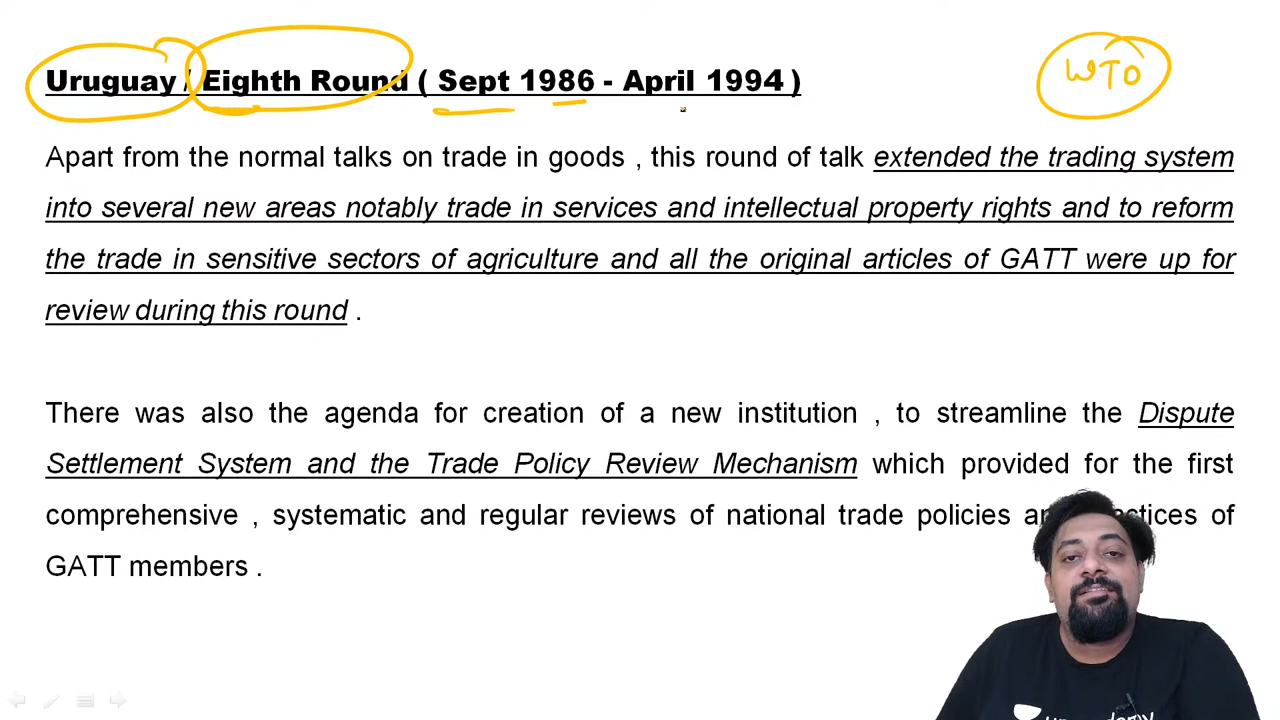 Uruguay / Eighth Round ( Sept 1986 - April 1994 )
WTO
Apart from the normal talks on trade in goods , this round of talk extended the trading system
into several new areas notably trade in services and intellectual property rights and to reform
the trade in sensitive sectors of agriculture and all the original articles of GATT were up for
review during this round .
There was also the agenda for creation of a new institution , to streamline the Dispute
Settlement System and the Trade Policy Review Mechanism which provided for the first
comprehensive , systematic and regular reviews of national trade policies and practices of
GATT members .